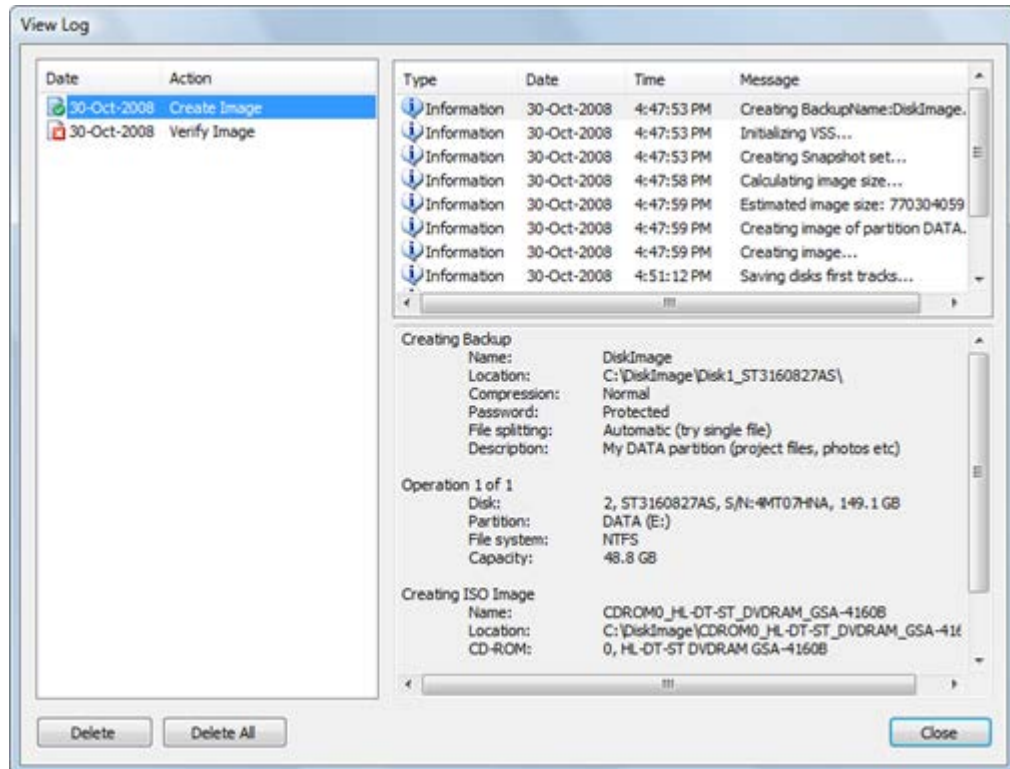 View Log
Date Action
30-Oct-2008 Create Image
30-Oct-2008 Verify Image
Type Date Time Message
Information 30-Oct-2008 4:47:53 PM Creating BackupName:DiskImage.
Information 30-Oct-2008 4:47:53 PM Initializing VSS...
Information 30-Oct-2008 4:47:53 PM Creating Snapshot set...
Information 30-Oct-2008 4:47:58 PM Calculating image size...
Information 30-Oct-2008 4:47:59 PM Estimated image size: 770304059
Information 30-Oct-2008 4:47:59 PM Creating image of partition DATA.
Information 30-Oct-2008 4:47:59 PM Creating image...
Information 30-Oct-2008 4:51:12 PM Saving disks first tracks...
Creating Backup
Name: DiskImage
Location: C:\DiskImage\Disk1_ST3160827AS\
Compression: Normal
Password: Protected
File splitting: Automatic (try single file)
Description: My DATA partition (project files, photos etc)
Operation 1 of 1
Disk: 2, ST3160827AS, S/N:4MT07HNA, 149.1 GB
Partition: DATA (E:)
File system: NTFS
Capacity: 48.8 GB
Creating ISO Image
Name: CDROM0_HL-DT-ST_DVDRAM_GSA-4160B
Location: C:\DiskImage\CDROM0_HL-DT-ST_DVDRAM_GSA-416
CD-ROM: 0, HL-DT-ST DVDRAM GSA-4160B
Delete Delete All Close